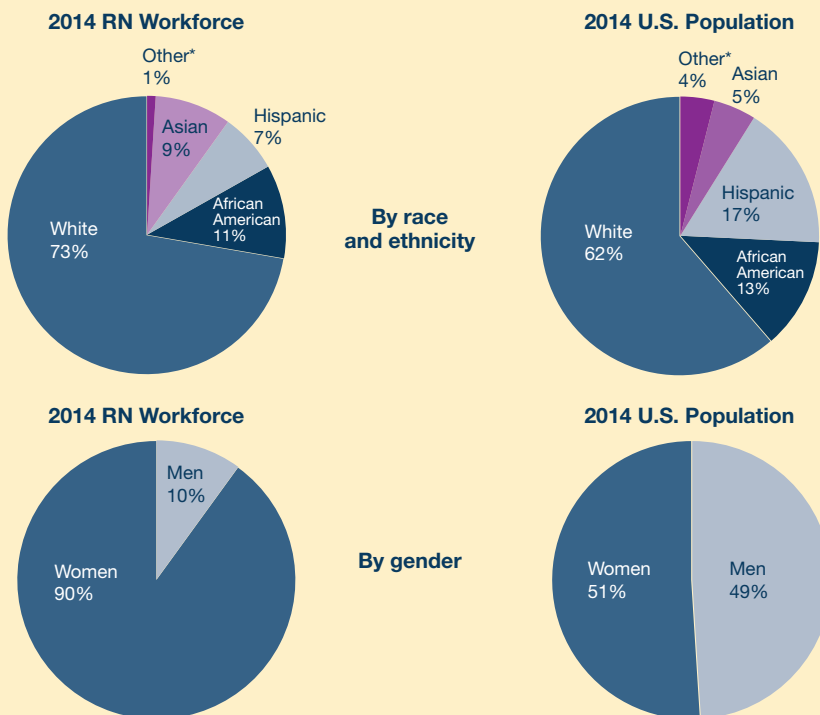 2014 RN Workforce
Other*
1%
Asian
9%
Hispanic
7%
African
American
11%
White
73%
By race
and ethnicity
2014 U.S. Population
Other*
4%
Asian
5%
Hispanic
17%
African
American
13%
White
62%
2014 RN Workforce
Men
10%
Women
90%
By gender
2014 U.S. Population
Women
51%
Men
49%